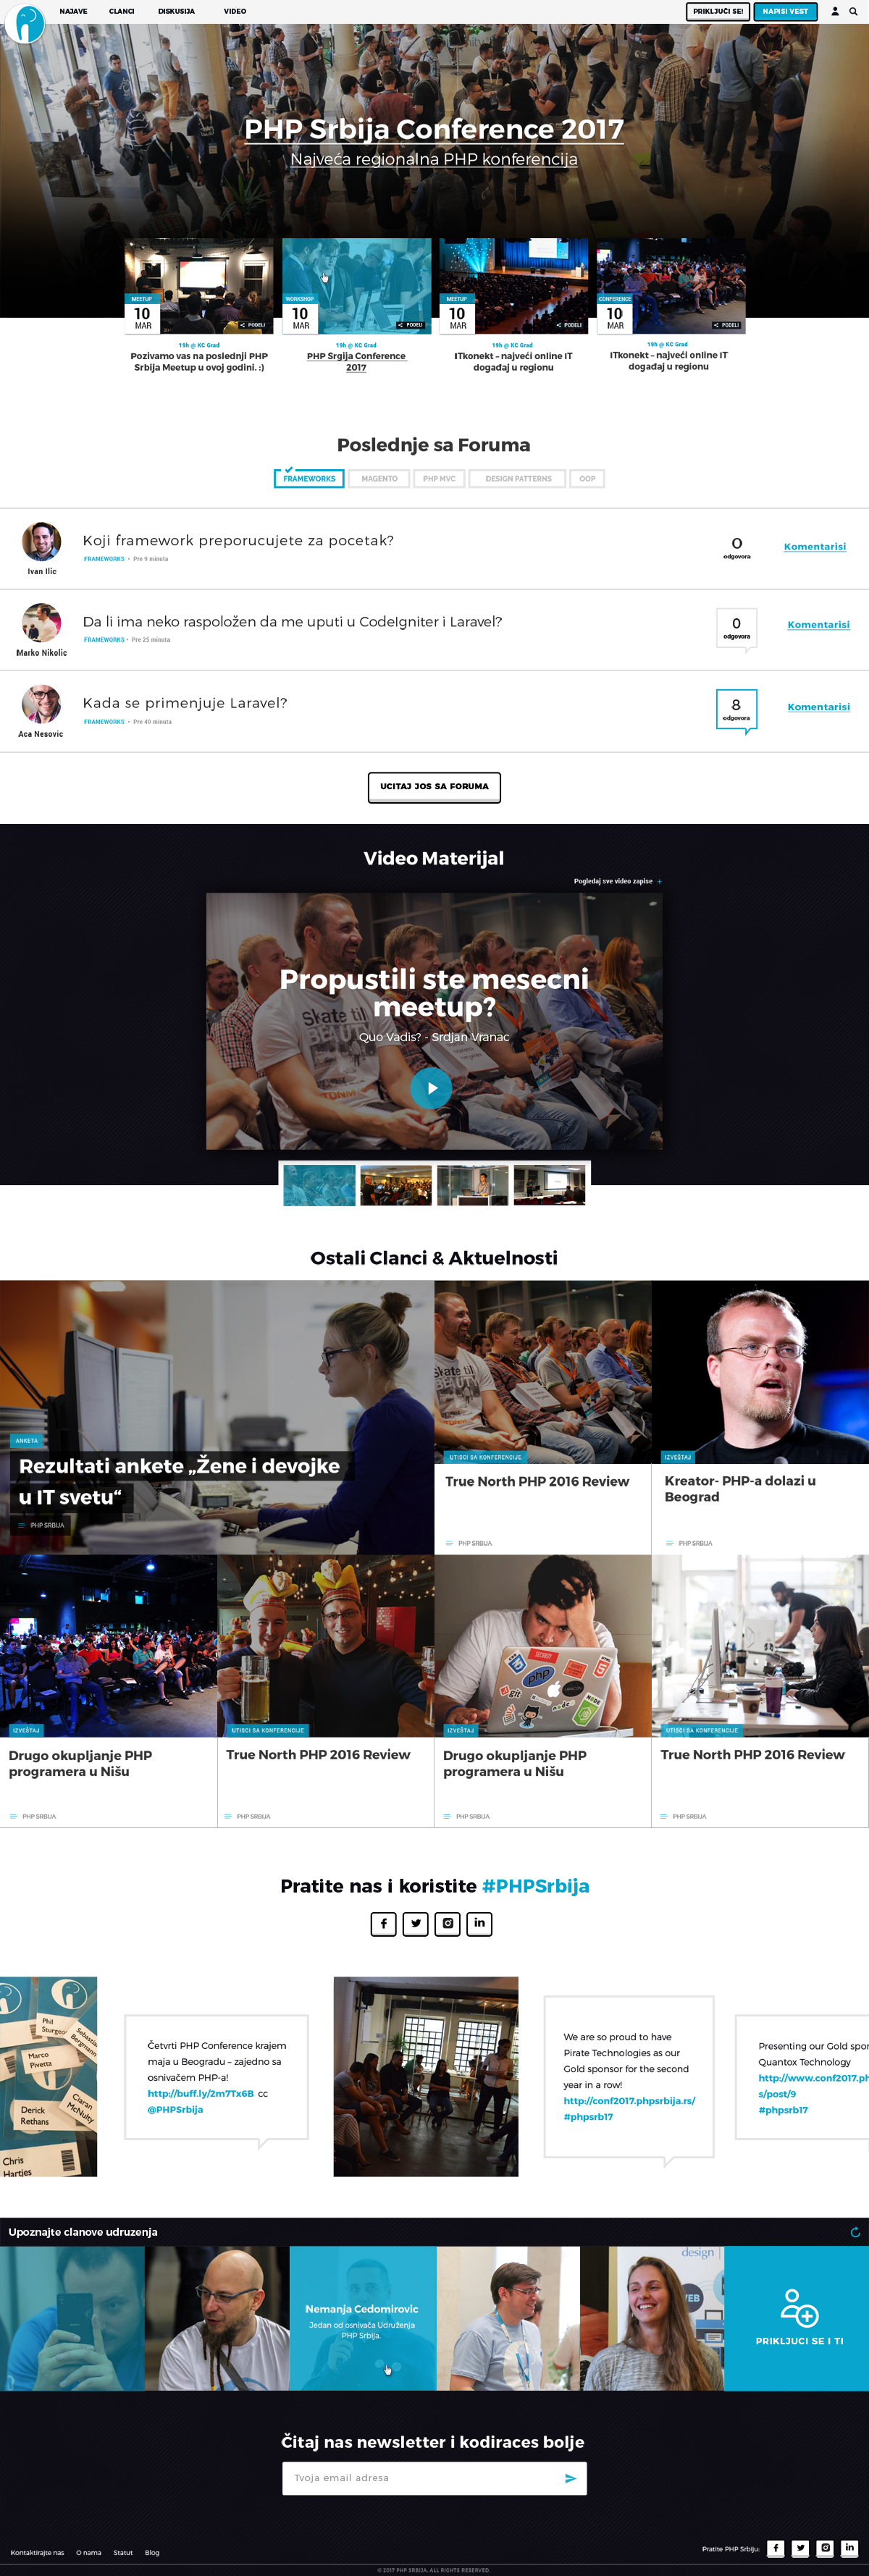 NAJAVE CLANCI DISKUSIJA VIDEO PRIKLJUČI SE! NAPISI VEST
PHP Srbija Conference 2017
Najveća regionalna PHP konferencija
MEETUP
10
MAR
PODELI
19h @ KC Grad
Pozivamo vas na poslednji PHP
Srbija Meetup u ovoj godini. :)
WORKSHOP
10
MAR
PODELI
19h @ KC Grad
PHP Srgija Conference
2017
MEETUP
10
MAR
PODELI
19h @ KC Grad
ITkonekt – najveći online IT
događaj u regionu
CONFERENCE
10
MAR
PODELI
19h @ KC Grad
ITkonekt – najveći online IT
događaj u regionu
Poslednje sa Foruma
FRAMEWORKS MAGENTO PHP MVC DESIGN PATTERNS OOP
Koji framework preporucujete za pocetak?
FRAMEWORKS • Pre 9 minuta
Ivan Ilic
0
odgovora
Komentarisi
Da li ima neko raspoložen da me uputi u CodeIgniter i Laravel?
FRAMEWORKS • Pre 25 minuta
Marko Nikolic
0
odgovora
Komentarisi
Kada se primenjuje Laravel?
FRAMEWORKS • Pre 40 minuta
Aca Nesovic
8
odgovora
Komentarisi
UCITAJ JOS SA FORUMA
Video Materijal
Pogledaj sve video zapise +
Skate til
Propustili ste mesecni
meetup?
Quo Vadis? - Srdjan Vranac
Ostali Clanci & Aktuelnosti
ANKETA
Rezultati ankete „Žene i devojke
u IT svetu“
PHP SRBIJA
UTISCI SA KONFERENCIJE
True North PHP 2016 Review
PHP SRBIJA
IZVEŠTAJ
Kreator- PHP-a dolazi u
Beograd
PHP SRBIJA
IZVEŠTAJ
Drugo okupljanje PHP
programera u Nišu
PHP SRBIJA
UTISCI SA KONFERENCIJE
True North PHP 2016 Review
PHP SRBIJA
php
git
node
IZVEŠTAJ
Drugo okupljanje PHP
programera u Nišu
PHP SRBIJA
UTISCI SA KONFERENCIJE
True North PHP 2016 Review
PHP SRBIJA
Pratite nas i koristite #PHPSrbija
Phil
Sturgeon
Sebastian
Bergmann
Marco
Pivetta
Ciaran
McNulty
Derick
Rethans
Chris
Hartjes
Četvrti PHP Conference krajem
maja u Beogradu – zajedno sa
osnivačem PHP-a!
http://buff.ly/2m7Tx6B cc
@PHPSrbija
We are so proud to have
Pirate Technologies as our
Gold sponsor for the second
year in a row!
http://conf2017.phpsrbija.rs/
#phpsrb17
Presenting our Gold spo
Quantox Technology
http://www.conf2017.ph
s/post/9
#phpsrb17
Upoznajte clanove udruzenja
Nemanja Cedomirovic
Jedan od osnivača Udruženja
PHP Srbija.
design
WEB
PRIKLJUCI SE I TI
Čitaj nas newsletter i kodiraces bolje
Tvoja email adresa
Kontaktirajte nas O nama Statut Blog
Pratite PHP Srbiju:
© 2017 PHP SRBIJA. ALL RIGHTS RESERVED.